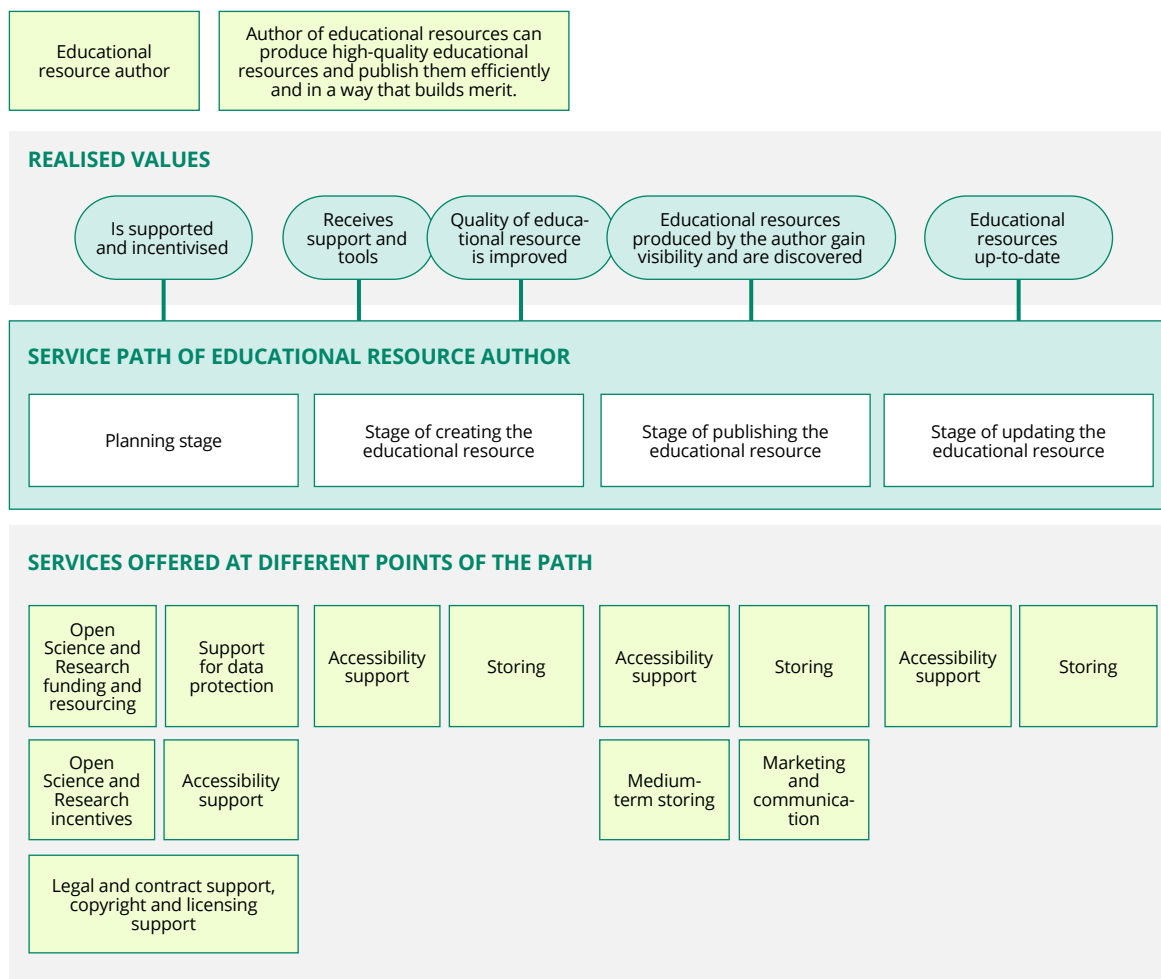 Educational
resource author
Author of educational resources can
produce high-quality educational
resources and publish them efficiently
and in a way that builds merit.
REALISED VALUES
Is supported
and incentivised
Receives
support and
tools
Quality of educa-
tional resource
is improved
Educational resources
produced by the author gain
visibility and are discovered
Educational
resources
up-to-date
SERVICE PATH OF EDUCATIONAL RESOURCE AUTHOR
Planning stage
Stage of creating the
educational resource
Stage of publishing the
educational resource
Stage of updating the
educational resource
SERVICES OFFERED AT DIFFERENT POINTS OF THE PATH
Open
Science and
Research
funding and
resourcing
Support
for data
protection
Accessibility
support
Storing
Accessibility
support
Storing
Accessibility
support
Storing
Open
Science and
Research
incentives
Accessibility
support
Medium-
term storing
Marketing
and
communica-
tion
Legal and contract support,
copyright and licensing
support